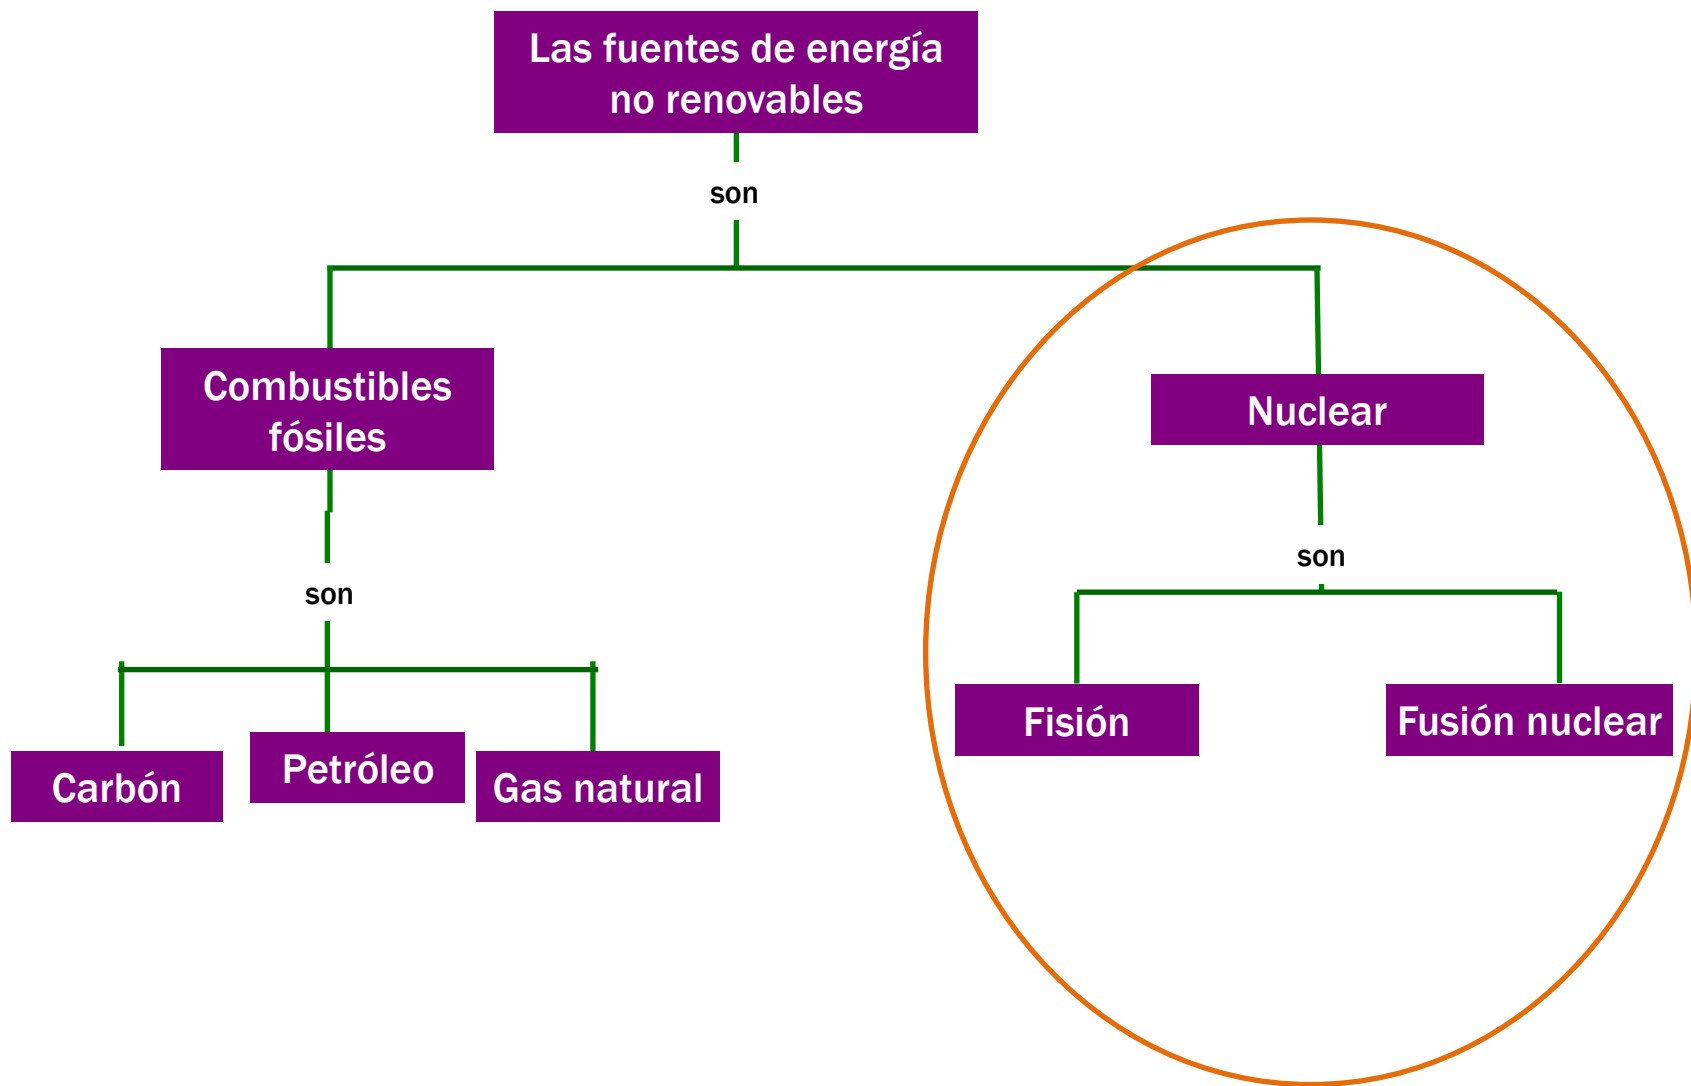 Las fuentes de energía
no renovables
son
Combustibles
fósiles
Nuclear
son
son
Carbón
Petróleo
Gas natural
Fisión
Fusión nuclear